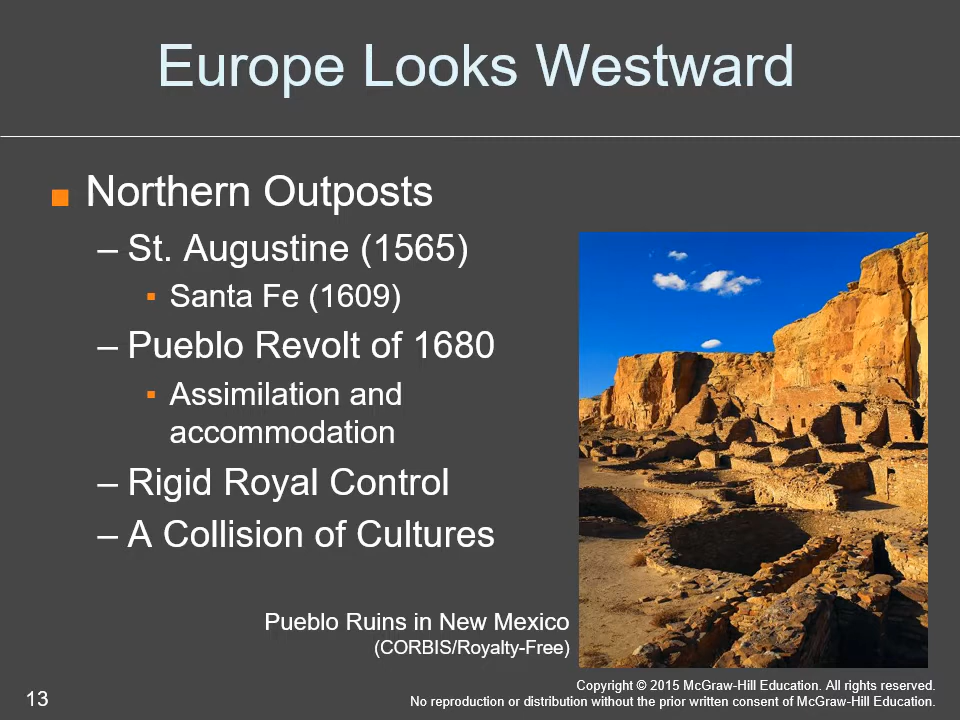 Europe Looks Westward
■ Northern Outposts
– St. Augustine (1565)
▪ Santa Fe (1609)
– Pueblo Revolt of 1680
▪ Assimilation and
accommodation
– Rigid Royal Control
– A Collision of Cultures
Pueblo Ruins in New Mexico
(CORBIS/Royalty-Free)
13
Copyright © 2015 McGraw-Hill Education. All rights reserved.
No reproduction or distribution without the prior written consent of McGraw-Hill Education.